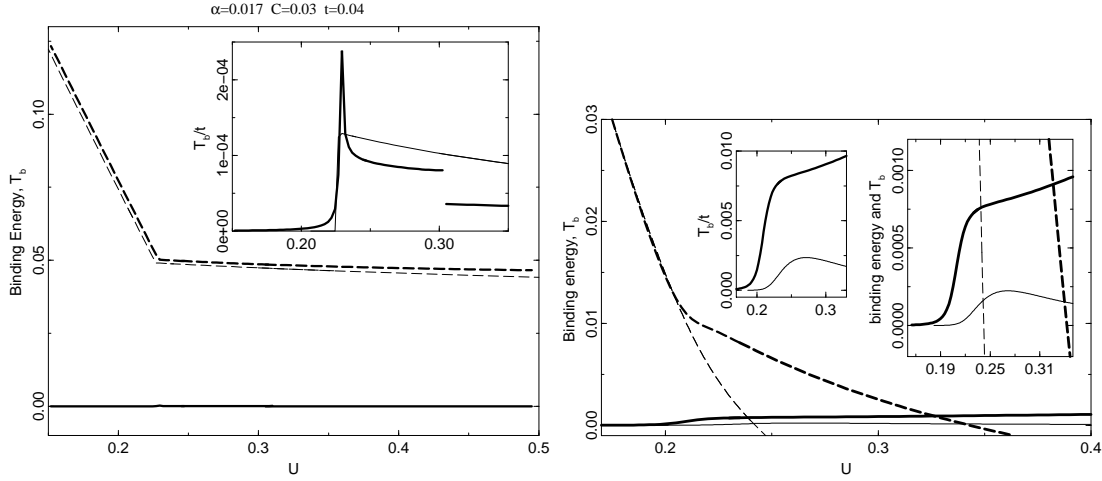 α=0.017 C=0.03 t=0.04
Binding Energy, T_b
0.00
0.05
0.10
0.2
0.3
0.4
0.5
U
T_b/t
0e+00
1e-04
2e-04
0.20
0.30
Binding energy, T_b
0.00
0.01
0.02
0.03
0.2
0.3
0.4
U
T_b/t
0.000
0.005
0.010
0.2
0.3
binding energy and T_b
0.0000
0.0005
0.0010
0.19
0.25
0.31